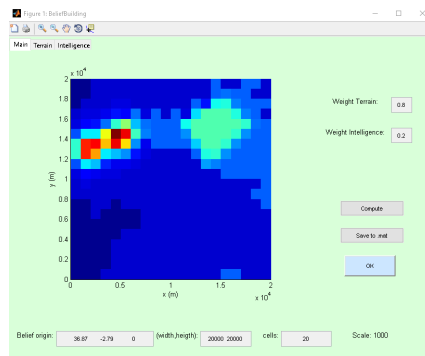 Figure 1: BeliefBuilding
Main Terrain Intelligence
x 10^4
2
1.8
1.6
1.4
1.2
1
0.8
0.6
0.4
0.2
0
y (m)
0 0.5 1 1.5 2
x (m)
x 10^4
Weight Terrain: 0.8
Weight Intelligence: 0.2
Compute
Save to .mat
OK
Belief origin: 36.87 -2.79 0 (width,heigth): 20000 20000 cells: 20 Scale: 1000